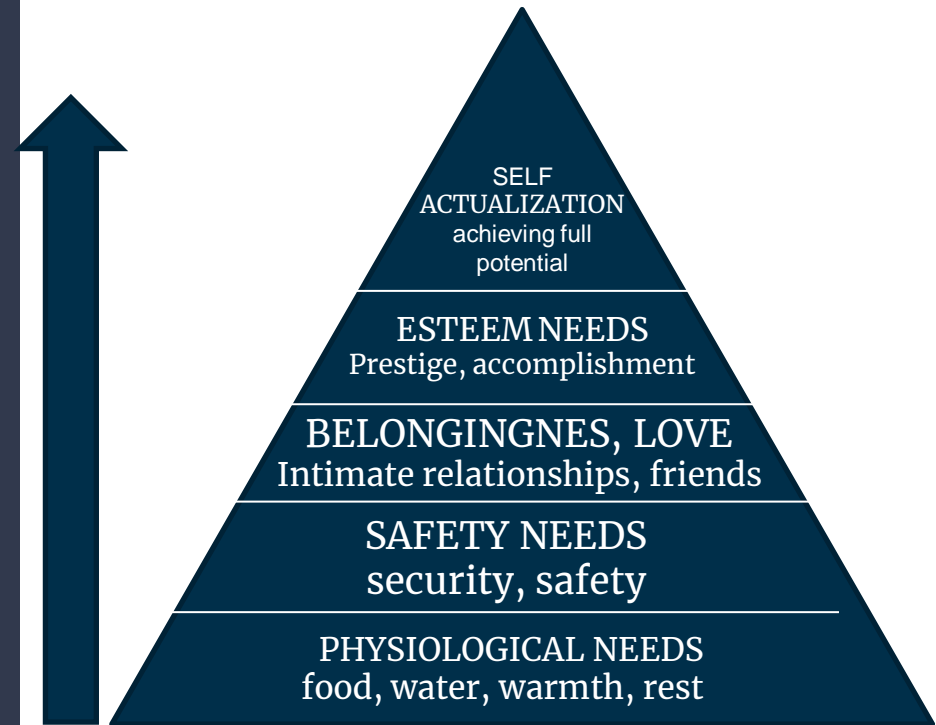 SELF
ACTUALIZATION
achieving full
potential
ESTEEM NEEDS
Prestige, accomplishment
BELONGINGNES, LOVE
Intimate relationships, friends
SAFETY NEEDS
security, safety
PHYSIOLOGICAL NEEDS
food, water, warmth, rest